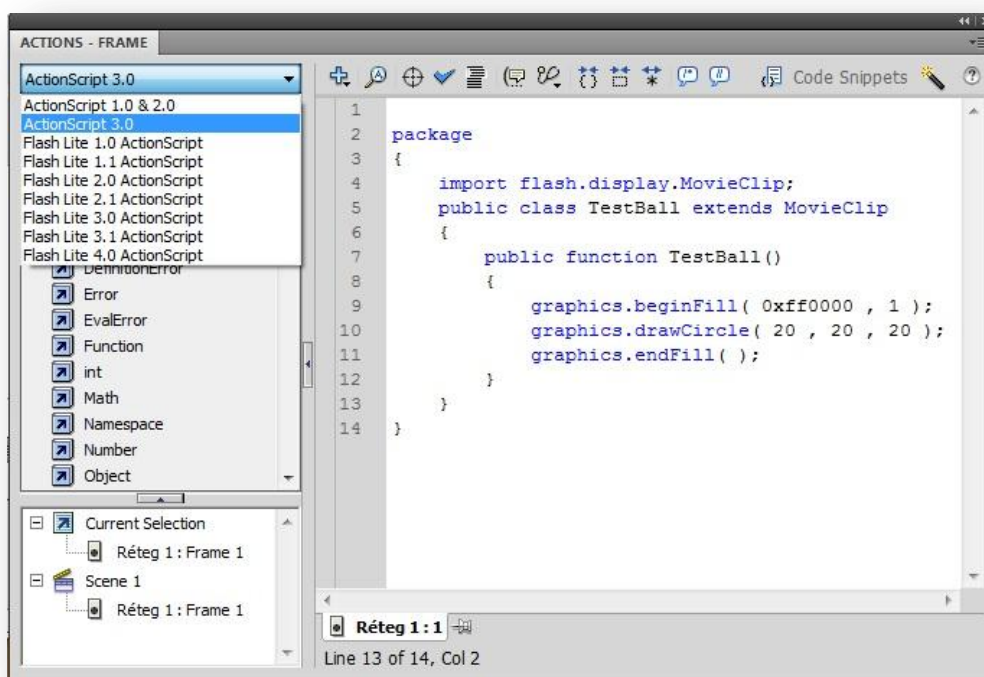 ACTIONS - FRAME
ActionScript 3.0
ActionScript 1.0 & 2.0
ActionScript 3.0
Flash Lite 1.0 ActionScript
Flash Lite 1.1 ActionScript
Flash Lite 2.0 ActionScript
Flash Lite 2.1 ActionScript
Flash Lite 3.0 ActionScript
Flash Lite 3.1 ActionScript
Flash Lite 4.0 ActionScript
DefinitionError
Error
EvalError
Function
int
Math
Namespace
Number
Object
Current Selection
Réteg 1 : Frame 1
Scene 1
Réteg 1 : Frame 1
Code Snippets
1
2 package
3 {
4 import flash.display.MovieClip;
5 public class TestBall extends MovieClip
6 {
7 public function TestBall()
8 {
9 graphics.beginFill( 0xff0000 , 1 );
10 graphics.drawCircle( 20 , 20 , 20 );
11 graphics.endFill( );
12 }
13 }
14 }
Réteg 1 : 1
Line 13 of 14, Col 2